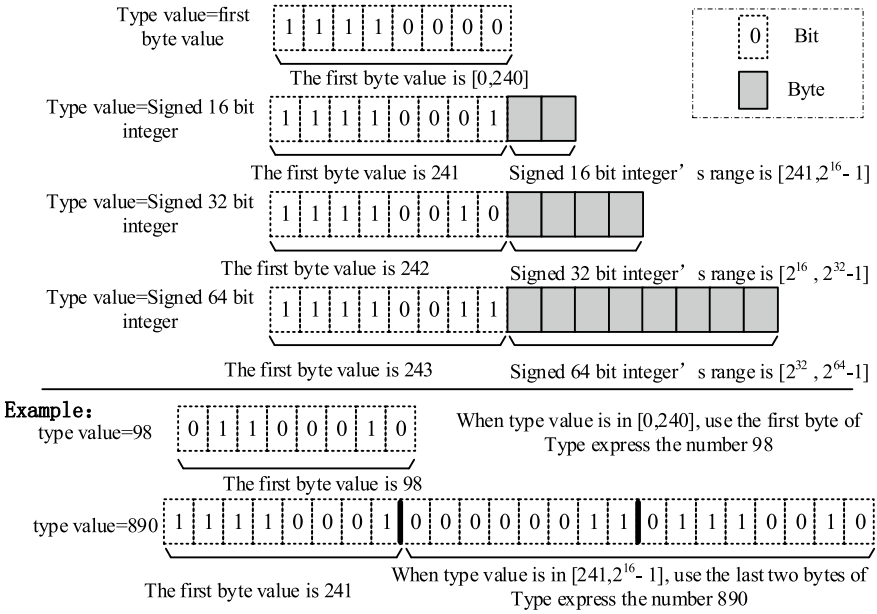 Type value=first
byte value
1 1 1 1 0 0 0 0
0 Bit
The first byte value is [0,240]
Byte
Type value=Signed 16 bit
integer
1 1 1 1 0 0 0 1
The first byte value is 241
Signed 16 bit integer’s range is [241,2^16-1]
Type value=Signed 32 bit
integer
1 1 1 1 0 0 1 0
The first byte value is 242
Signed 32 bit integer’s range is [2^16 , 2^32-1]
Type value=Signed 64 bit
integer
1 1 1 1 0 0 1 1
The first byte value is 243
Signed 64 bit integer’s range is [2^32 , 2^64-1]
Example:
type value=98
0 1 1 0 0 0 1 0
When type value is in [0,240], use the first byte of
Type express the number 98
The first byte value is 98
type value=890
1 1 1 1 0 0 0 1 0 0 0 0 0 0 1 1 0 1 1 1 0 0 1 0
The first byte value is 241
When type value is in [241,2^16-1], use the last two bytes of
Type express the number 890